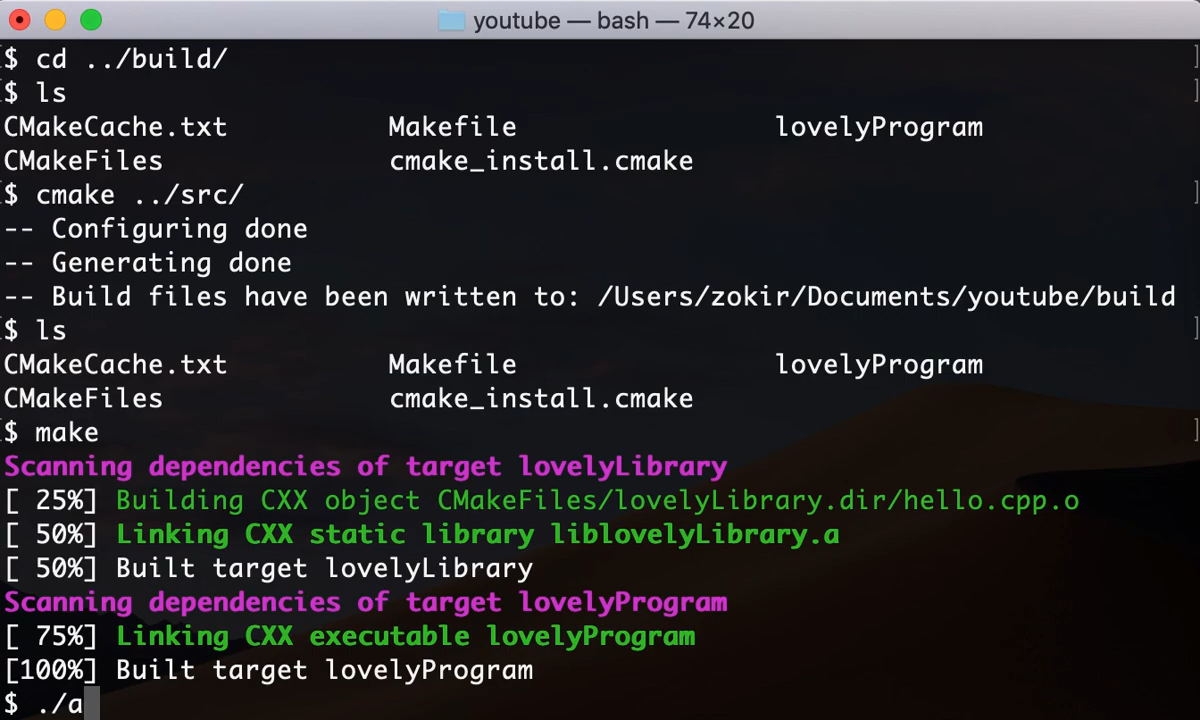 youtube — bash — 74×20
$ cd ../build/
$ ls
CMakeCache.txt Makefile lovelyProgram
CMakeFiles cmake_install.cmake
$ cmake ../src/
-- Configuring done
-- Generating done
-- Build files have been written to: /Users/zokir/Documents/youtube/build
$ ls
CMakeCache.txt Makefile lovelyProgram
CMakeFiles cmake_install.cmake
$ make
Scanning dependencies of target lovelyLibrary
[ 25%] Building CXX object CMakeFiles/lovelyLibrary.dir/hello.cpp.o
[ 50%] Linking CXX static library liblovelyLibrary.a
[ 50%] Built target lovelyLibrary
Scanning dependencies of target lovelyProgram
[ 75%] Linking CXX executable lovelyProgram
[100%] Built target lovelyProgram
$ ./a